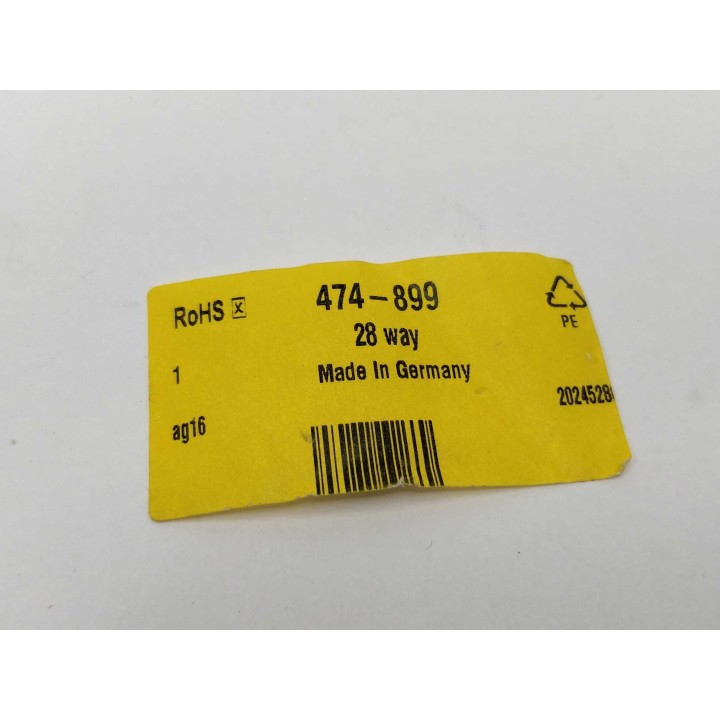 RoHS x
474-899
28 way
Made In Germany
1
ag16
PE